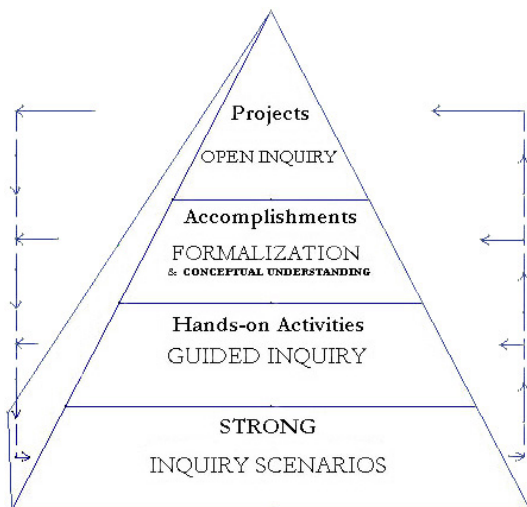 Projects
OPEN INQUIRY
Accomplishments
FORMALIZATION
& CONCEPTUAL UNDERSTANDING
Hands-on Activities
GUIDED INQUIRY
STRONG
INQUIRY SCENARIOS